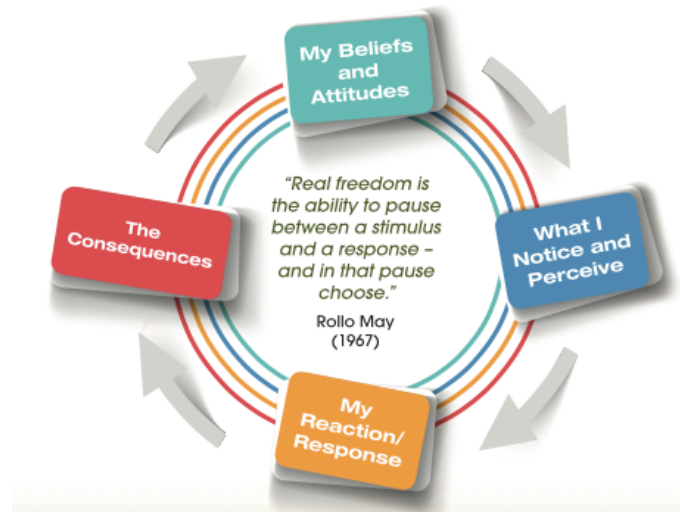 My Beliefs
and
Attitudes
What I
Notice and
Perceive
My
Reaction/
Response
The
Consequences
“Real freedom is
the ability to pause
between a stimulus
and a response –
and in that pause
choose.”
Rollo May
(1967)